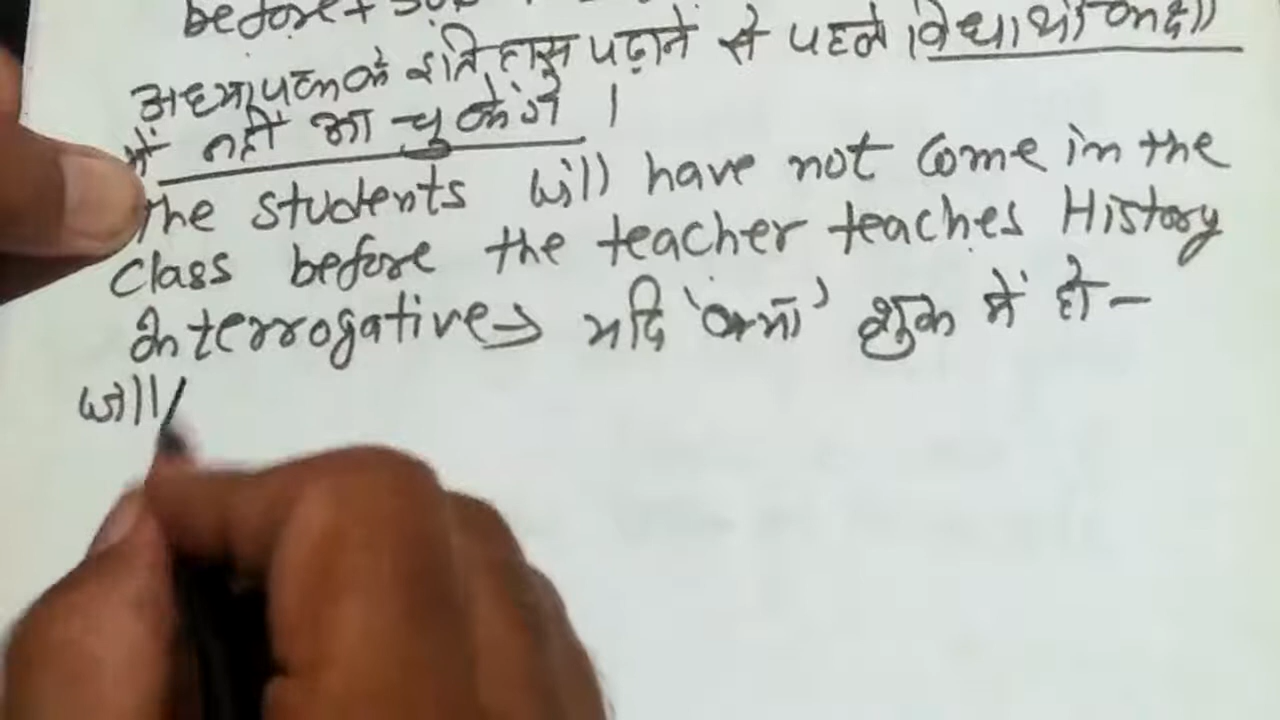 before + sub
अध्यापक के इतिहास पढ़ाने से पहले विधार्थी कक्षा
में नहीं आ चुकेंगे ।
The students will have not come in the
class before the teacher teaches History
Interrogative → यदि 'क्या' शुरू में हो -
will/